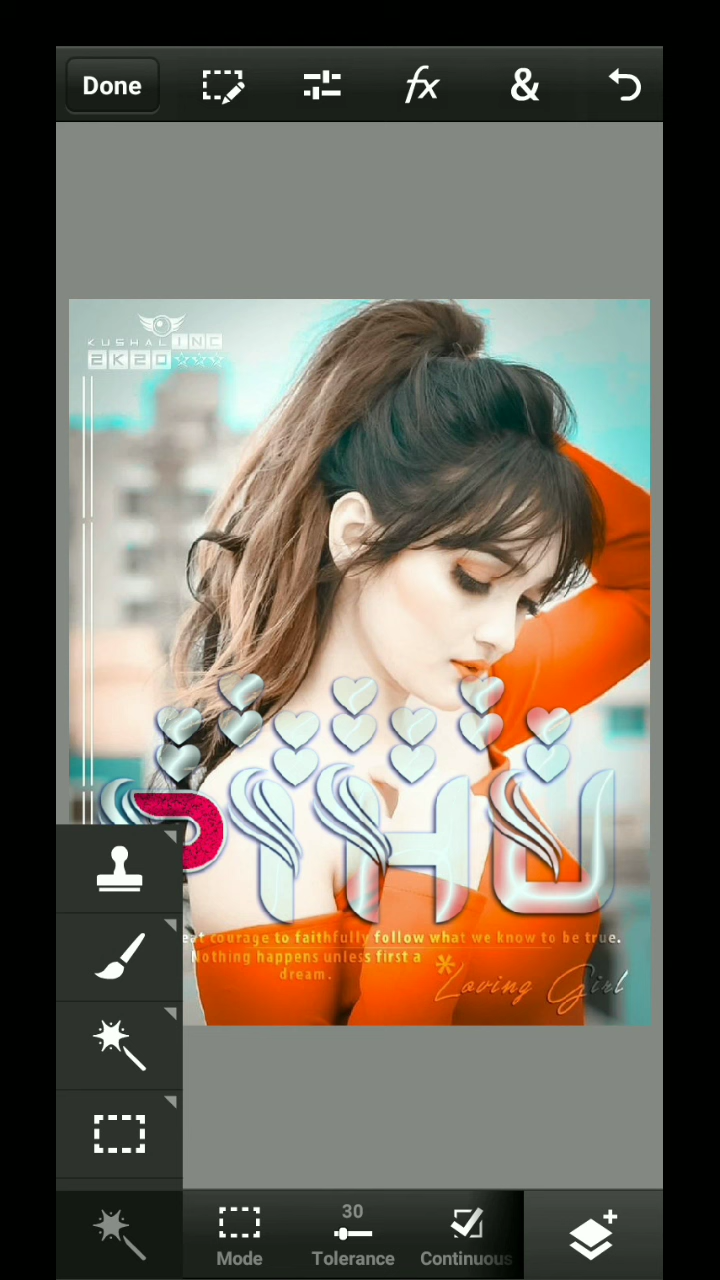 Done
fx
&
KUSHAL INC
2K20
PIHU
eat courage to faithfully follow what we know to be true.
Nothing happens unless first a
dream.
* Loving Girl
30
Mode
Tolerance
Continuous